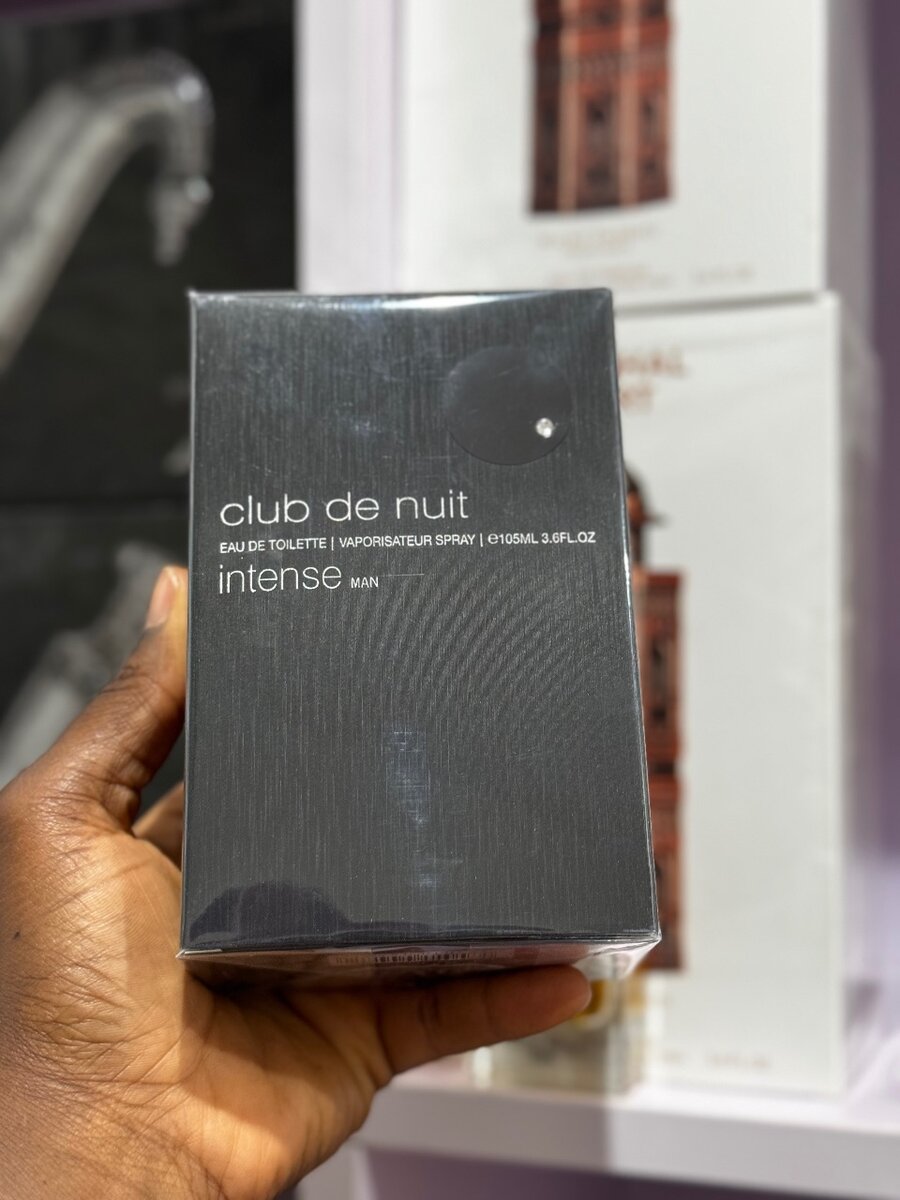 club de nuit
EAU DE TOILETTE | VAPORISATEUR SPRAY | ℮105ML 3.6FL.OZ
intense MAN